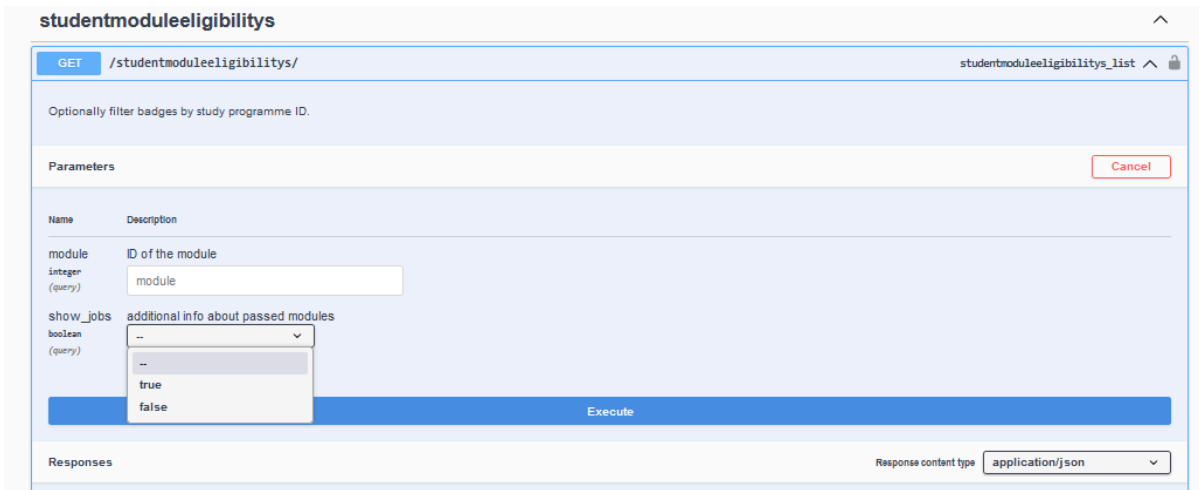 studentmoduleeligibilitys
GET /studentmoduleeligibilitys/ studentmoduleeligibilitys_list
Optionally filter badges by study programme ID.
Parameters Cancel
Name Description
module ID of the module
integer
(query)
module
show_jobs additional info about passed modules
boolean
(query)
--
--
true
false
Execute
Responses Response content type application/json